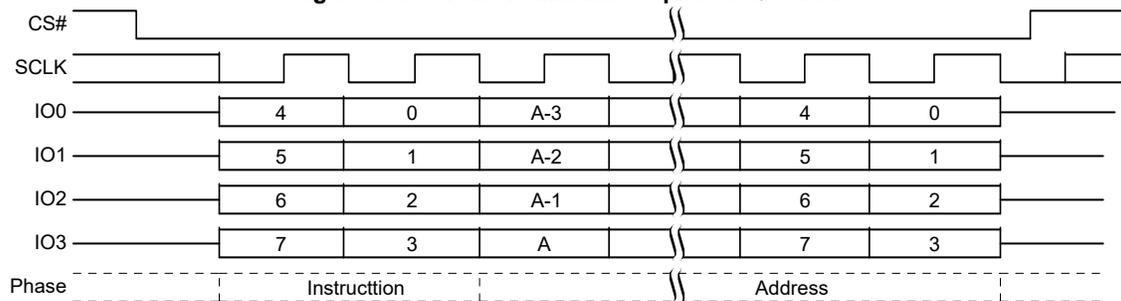 CS#
SCLK
IO0 4 0 A-3 4 0
IO1 5 1 A-2 5 1
IO2 6 2 A-1 6 2
IO3 7 3 A 7 3
Phase Instructtion Address